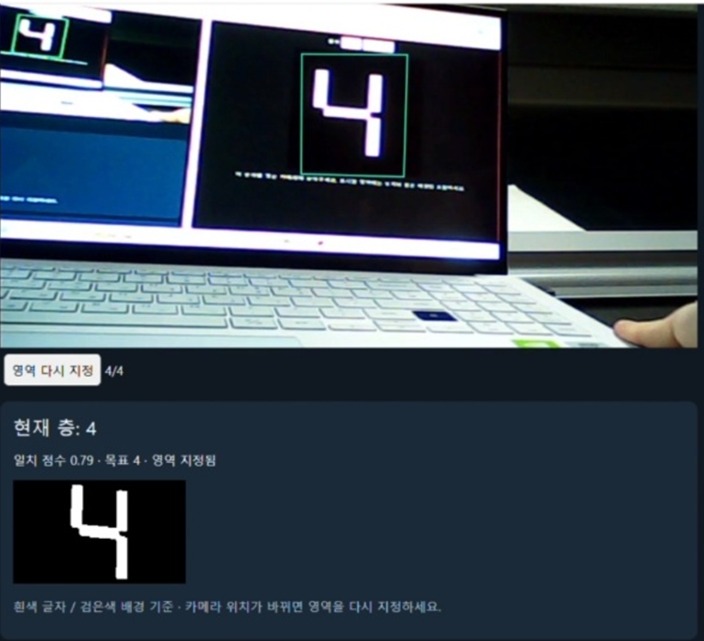 4
4
영역 다시 지정 4/4
현재 층: 4
일치 점수 0.79 · 목표 4 · 영역 지정됨
4
흰색 글자 / 검은색 배경 기준 · 카메라 위치가 바뀌면 영역을 다시 지정하세요.